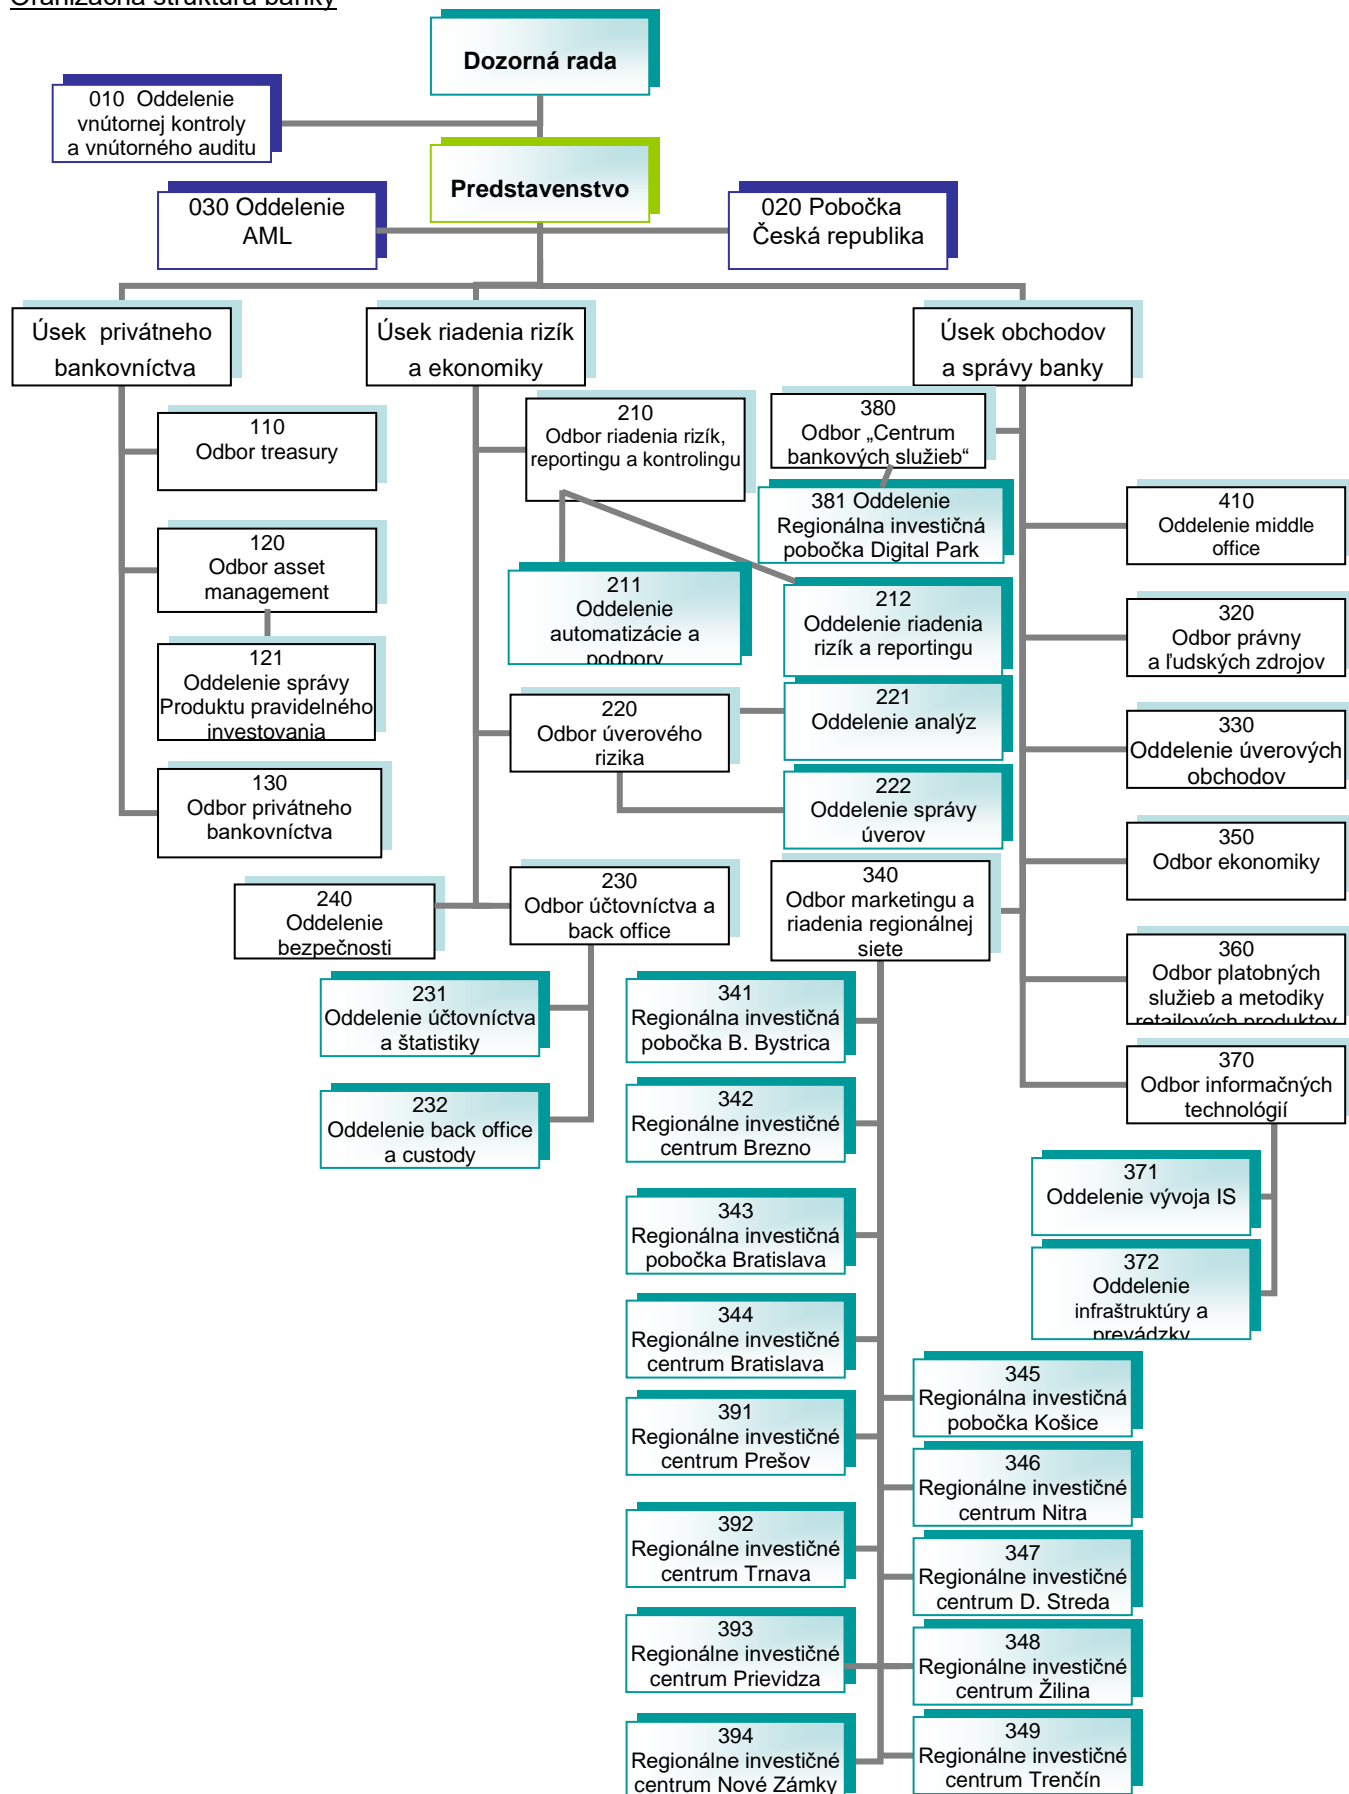 Oranizačná štruktúra banky
Dozorná rada
010 Oddelenie
vnútornej kontroly
a vnútorného auditu
Predstavenstvo
030 Oddelenie
AML
020 Pobočka
Česká republika
Úsek privátneho
bankovníctva
Úsek riadenia rizík
a ekonomiky
Úsek obchodov
a správy banky
110
Odbor treasury
120
Odbor asset
management
121
Oddelenie správy
Produktu pravidelného
investovania
130
Odbor privátneho
bankovníctva
210
Odbor riadenia rizík,
reportingu a kontrolingu
211
Oddelenie
automatizácie a
podpory
212
Oddelenie riadenia
rizík a reportingu
220
Odbor úverového
rizika
221
Oddelenie analýz
222
Oddelenie správy
úverov
240
Oddelenie
bezpečnosti
230
Odbor účtovníctva a
back office
231
Oddelenie účtovníctva
a štatistiky
232
Oddelenie back office
a custody
380
Odbor „Centrum
bankových služieb“
381 Oddelenie
Regionálna investičná
pobočka Digital Park
410
Oddelenie middle
office
320
Odbor právny
a ľudských zdrojov
330
Oddelenie úverových
obchodov
350
Odbor ekonomiky
340
Odbor marketingu a
riadenia regionálnej
siete
360
Odbor platobných
služieb a metodiky
retailových produktov
370
Odbor informačných
technológií
371
Oddelenie vývoja IS
372
Oddelenie
infraštruktúry a
prevádzky
341
Regionálna investičná
pobočka B. Bystrica
342
Regionálne investičné
centrum Brezno
343
Regionálna investičná
pobočka Bratislava
344
Regionálne investičné
centrum Bratislava
391
Regionálne investičné
centrum Prešov
392
Regionálne investičné
centrum Trnava
393
Regionálne investičné
centrum Prievidza
394
Regionálne investičné
centrum Nové Zámky
345
Regionálna investičná
pobočka Košice
346
Regionálne investičné
centrum Nitra
347
Regionálne investičné
centrum D. Streda
348
Regionálne investičné
centrum Žilina
349
Regionálne investičné
centrum Trenčín